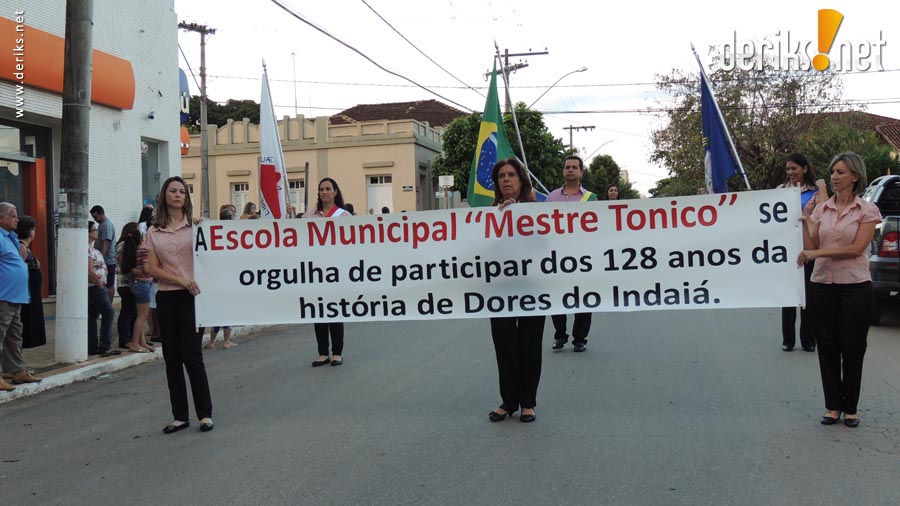 www.deriks.net
deriks!net
A Escola Municipal “Mestre Tonico” se
orgulha de participar dos 128 anos da
história de Dores do Indaiá.